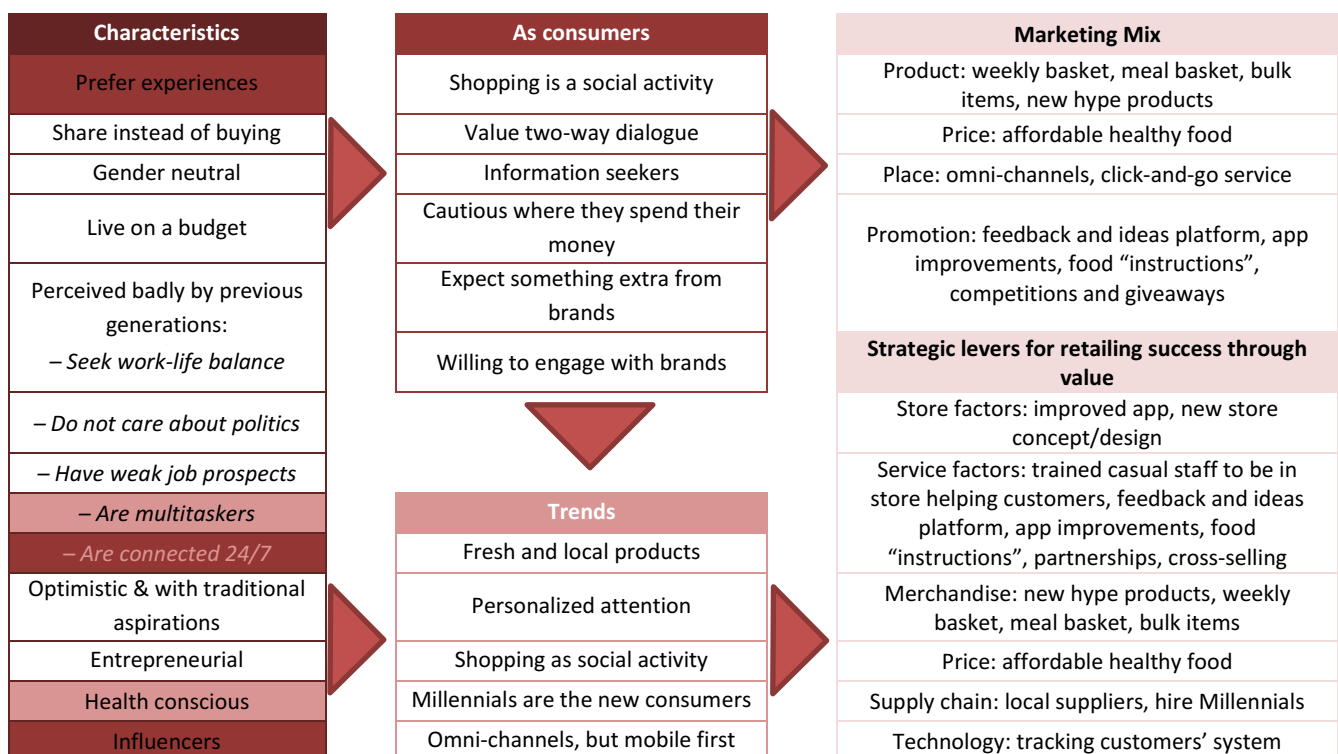 Characteristics
Prefer experiences
Share instead of buying
Gender neutral
Live on a budget
Perceived badly by previous
generations:
– Seek work-life balance
– Do not care about politics
– Have weak job prospects
– Are multitaskers
– Are connected 24/7
Optimistic & with traditional
aspirations
Entrepreneurial
Health conscious
Influencers
As consumers
Shopping is a social activity
Value two-way dialogue
Information seekers
Cautious where they spend their
money
Expect something extra from
brands
Willing to engage with brands
Trends
Fresh and local products
Personalized attention
Shopping as social activity
Millennials are the new consumers
Omni-channels, but mobile first
Marketing Mix
Product: weekly basket, meal basket, bulk
items, new hype products
Price: affordable healthy food
Place: omni-channels, click-and-go service
Promotion: feedback and ideas platform, app
improvements, food “instructions”,
competitions and giveaways
Strategic levers for retailing success through
value
Store factors: improved app, new store
concept/design
Service factors: trained casual staff to be in
store helping customers, feedback and ideas
platform, app improvements, food
“instructions”, partnerships, cross-selling
Merchandise: new hype products, weekly
basket, meal basket, bulk items
Price: affordable healthy food
Supply chain: local suppliers, hire Millennials
Technology: tracking customers’ system